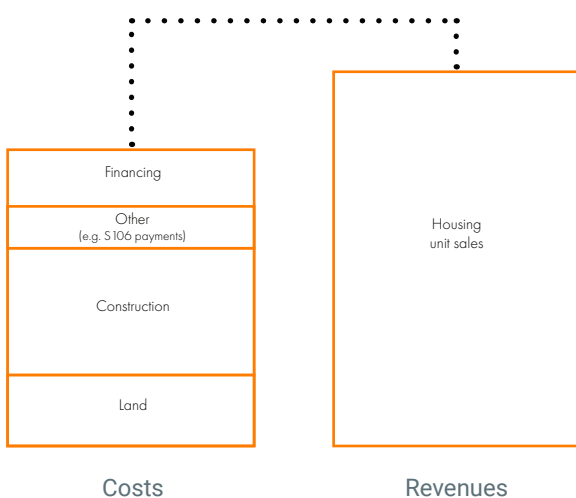 Financing
Other
(e.g. S106 payments)
Construction
Land
Housing
unit sales
Costs
Revenues